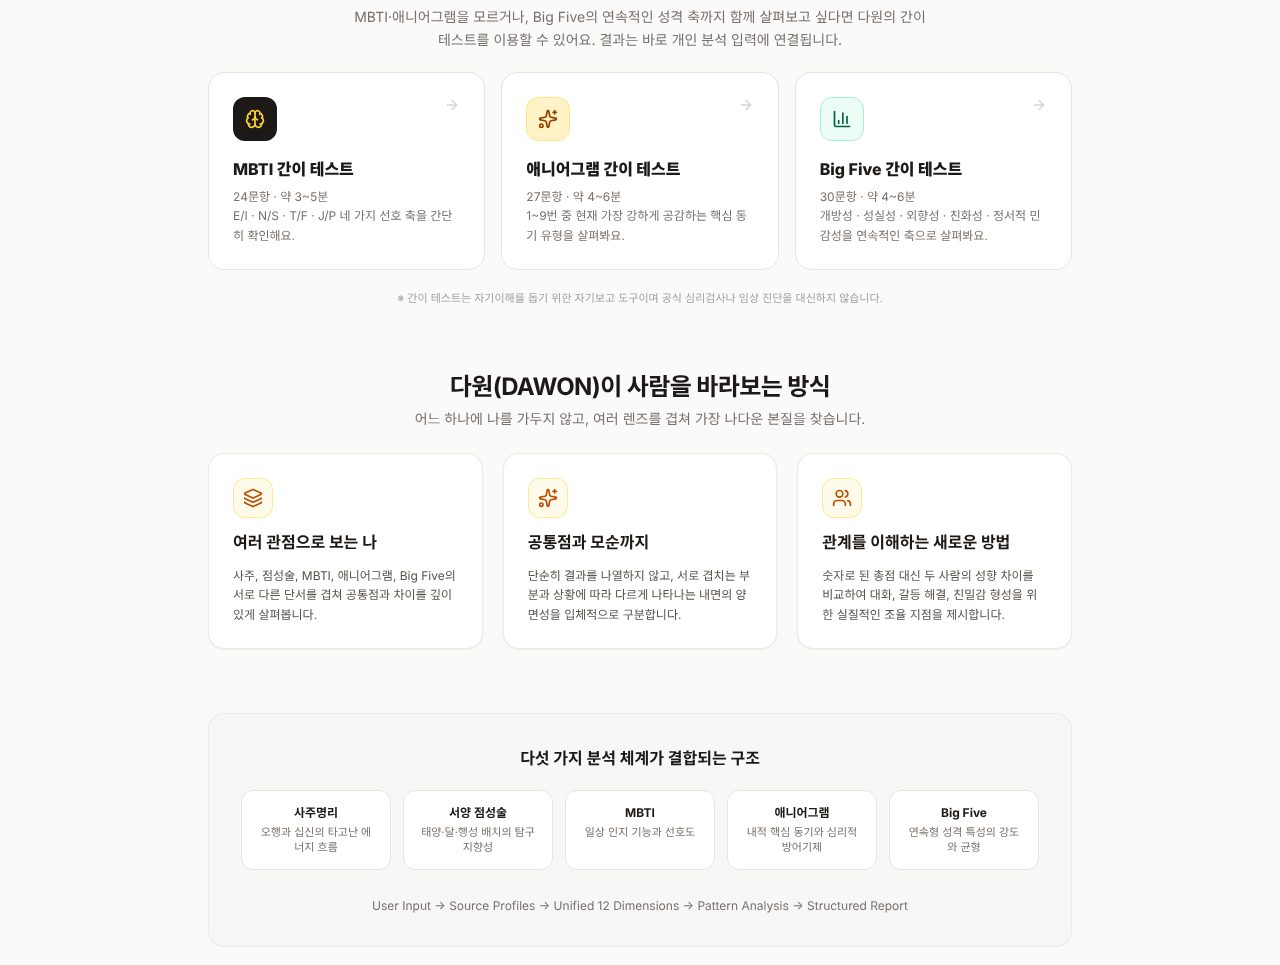 MBTI·애니어그램을 모르거나, Big Five의 연속적인 성격 축까지 함께 살펴보고 싶다면 다원의 간이
테스트를 이용할 수 있어요. 결과는 바로 개인 분석 입력에 연결됩니다.
MBTI 간이 테스트
24문항 · 약 3~5분
E/I · N/S · T/F · J/P 네 가지 선호 축을 간단
히 확인해요.
애니어그램 간이 테스트
27문항 · 약 4~6분
1~9번 중 현재 가장 강하게 공감하는 핵심 동
기 유형을 살펴봐요.
Big Five 간이 테스트
30문항 · 약 4~6분
개방성 · 성실성 · 외향성 · 친화성 · 정서적 민
감성을 연속적인 축으로 살펴봐요.
※ 간이 테스트는 자기이해를 돕기 위한 자기보고 도구이며 공식 심리검사나 임상 진단을 대신하지 않습니다.
다원(DAWON)이 사람을 바라보는 방식
어느 하나에 나를 가두지 않고, 여러 렌즈를 겹쳐 가장 나다운 본질을 찾습니다.
여러 관점으로 보는 나
사주, 점성술, MBTI, 애니어그램, Big Five의
서로 다른 단서를 겹쳐 공통점과 차이를 깊이
있게 살펴봅니다.
공통점과 모순까지
단순히 결과를 나열하지 않고, 서로 겹치는 부
분과 상황에 따라 다르게 나타나는 내면의 양
면성을 입체적으로 구분합니다.
관계를 이해하는 새로운 방법
숫자로 된 총점 대신 두 사람의 성향 차이를
비교하여 대화, 갈등 해결, 친밀감 형성을 위
한 실질적인 조율 지점을 제시합니다.
다섯 가지 분석 체계가 결합되는 구조
사주명리
오행과 십신의 타고난 에
너지 흐름
서양 점성술
태양·달·행성 배치의 탐구
지향성
MBTI
일상 인지 기능과 선호도
애니어그램
내적 핵심 동기와 심리적
방어기제
Big Five
연속형 성격 특성의 강도
와 균형
User Input → Source Profiles → Unified 12 Dimensions → Pattern Analysis → Structured Report